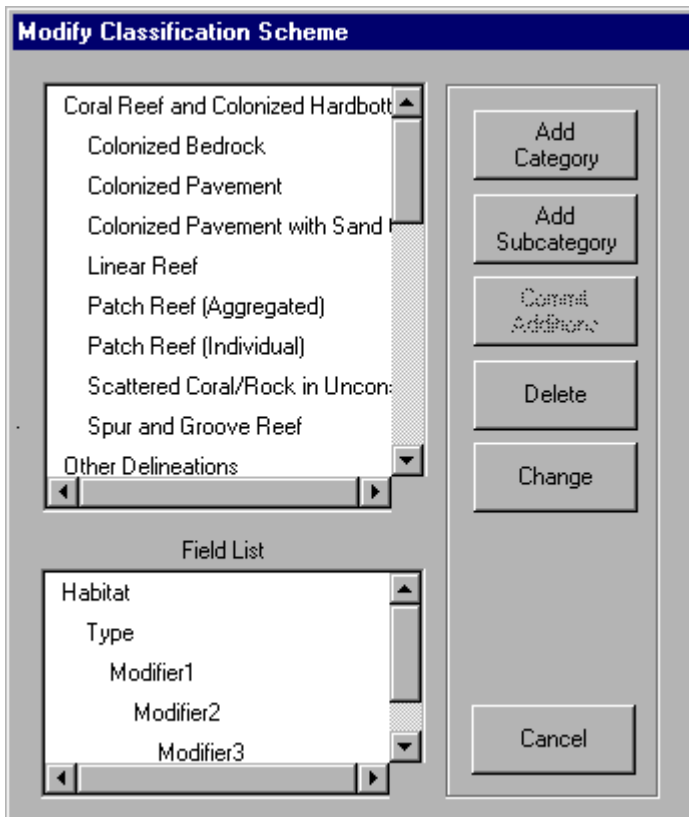 Modify Classification Scheme
Coral Reef and Colonized Hardbott
Colonized Bedrock
Colonized Pavement
Colonized Pavement with Sand
Linear Reef
Patch Reef (Aggregated)
Patch Reef (Individual)
Scattered Coral/Rock in Uncon
Spur and Groove Reef
Other Delineations
Field List
Habitat
Type
Modifier1
Modifier2
Modifier3
Add
Category
Add
Subcategory
Commit
Additions
Delete
Change
Cancel